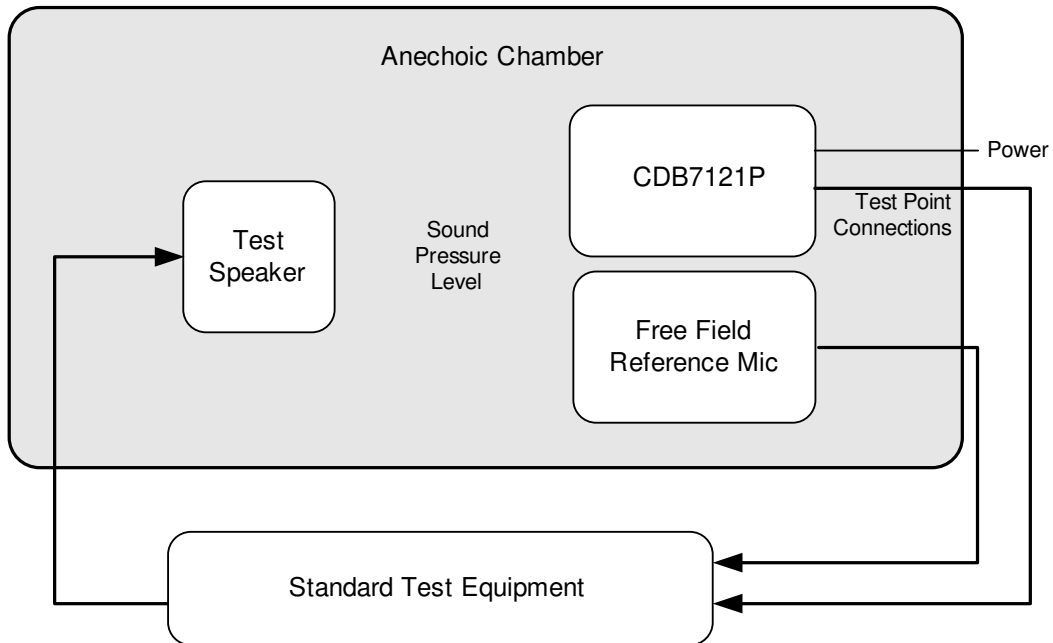 Anechoic Chamber
CDB7121P
Power
Test Point
Connections
Test
Speaker
Sound
Pressure
Level
Free Field
Reference Mic
Standard Test Equipment